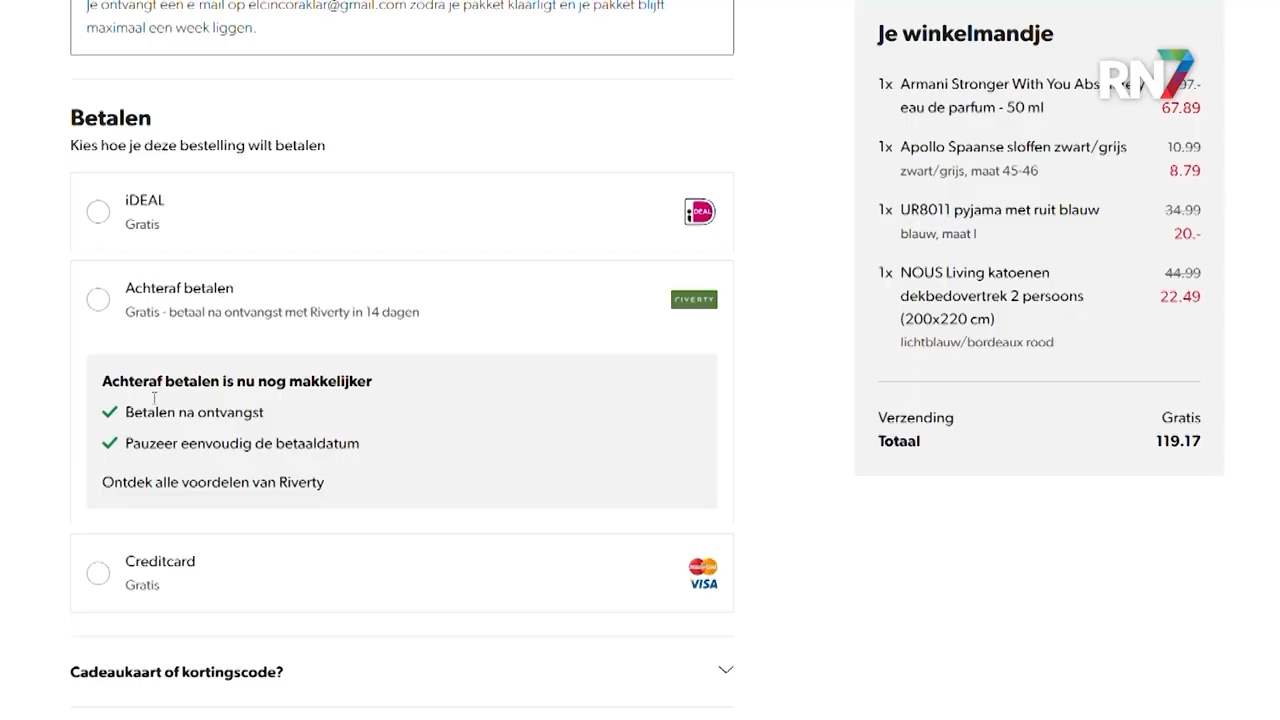 Je ontvangt een e-mail op elcincoraklar@gmail.com zodra je pakket klaarligt en je pakket blijft
maximaal een week liggen.
Betalen
Kies hoe je deze bestelling wilt betalen
iDEAL
Gratis
iDEAL
Achteraf betalen
Gratis - betaal na ontvangst met Riverty in 14 dagen
RIVERTY
Achteraf betalen is nu nog makkelijker
Betalen na ontvangst
Pauzeer eenvoudig de betaaldatum
Ontdek alle voordelen van Riverty
Creditcard
Gratis
MasterCard
VISA
Cadeaukaart of kortingscode?
Je winkelmandje
RN7
1x Armani Stronger With You 97.-
eau de parfum - 50 ml 67.89
1x Apollo Spaanse sloffen zwart/grijs 10.99
zwart/grijs, maat 45-46 8.79
1x UR8011 pyjama met ruit blauw 34.99
blauw, maat l 20.-
1x NOUS Living katoenen 44.99
dekbedovertrek 2 persoons 22.49
(200x220 cm)
lichtblauw/bordeaux rood
Verzending Gratis
Totaal 119.17